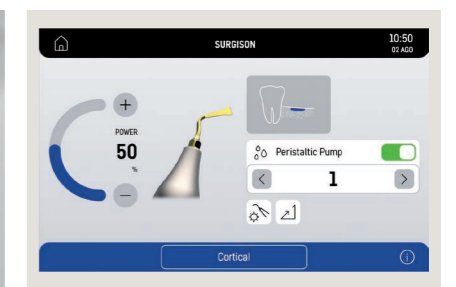 SURGISON
10:50
02 AGO
+
POWER
50
%
−
Peristaltic Pump
< 1 >
Cortical
i